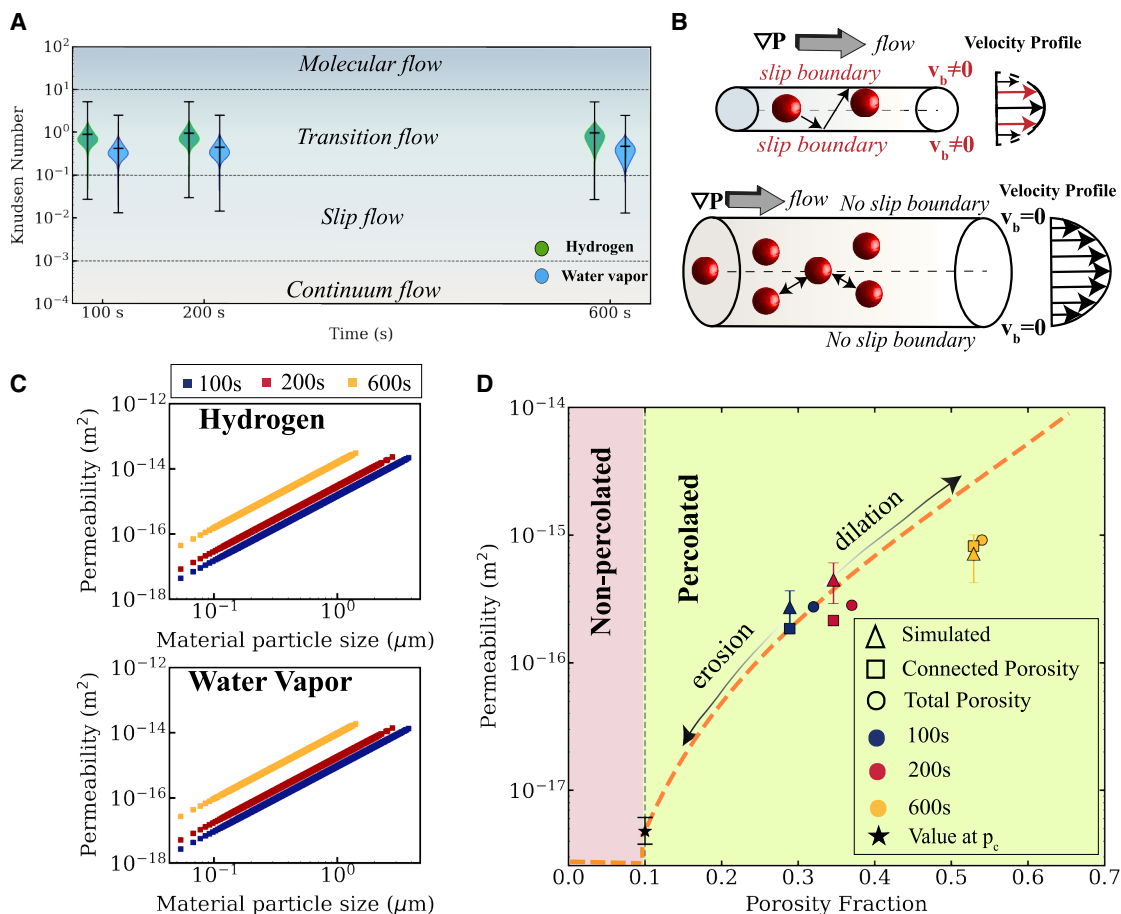 A
10²
10¹
10⁰
10⁻¹
10⁻²
10⁻³
10⁻⁴
Knudsen Number
Molecular flow
Transition flow
Slip flow
Continuum flow
Hydrogen
Water vapor
100 s
200 s
600 s
Time (s)
B
∇P
flow
Velocity Profile
slip boundary
v_b≠0
slip boundary
v_b≠0
∇P
flow
No slip boundary
Velocity Profile
v_b=0
v_b=0
No slip boundary
C
100s
200s
600s
Hydrogen
10⁻¹²
10⁻¹⁴
10⁻¹⁶
10⁻¹⁸
Permeability (m²)
10⁻¹
10⁰
Material particle size (μm)
Water Vapor
10⁻¹²
10⁻¹⁴
10⁻¹⁶
10⁻¹⁸
Permeability (m²)
10⁻¹
10⁰
Material particle size (μm)
D
10⁻¹⁴
10⁻¹⁵
10⁻¹⁶
10⁻¹⁷
Permeability (m²)
Non-percolated
Percolated
erosion
dilation
Simulated
Connected Porosity
Total Porosity
100s
200s
600s
Value at p_c
0.0
0.1
0.2
0.3
0.4
0.5
0.6
0.7
Porosity Fraction